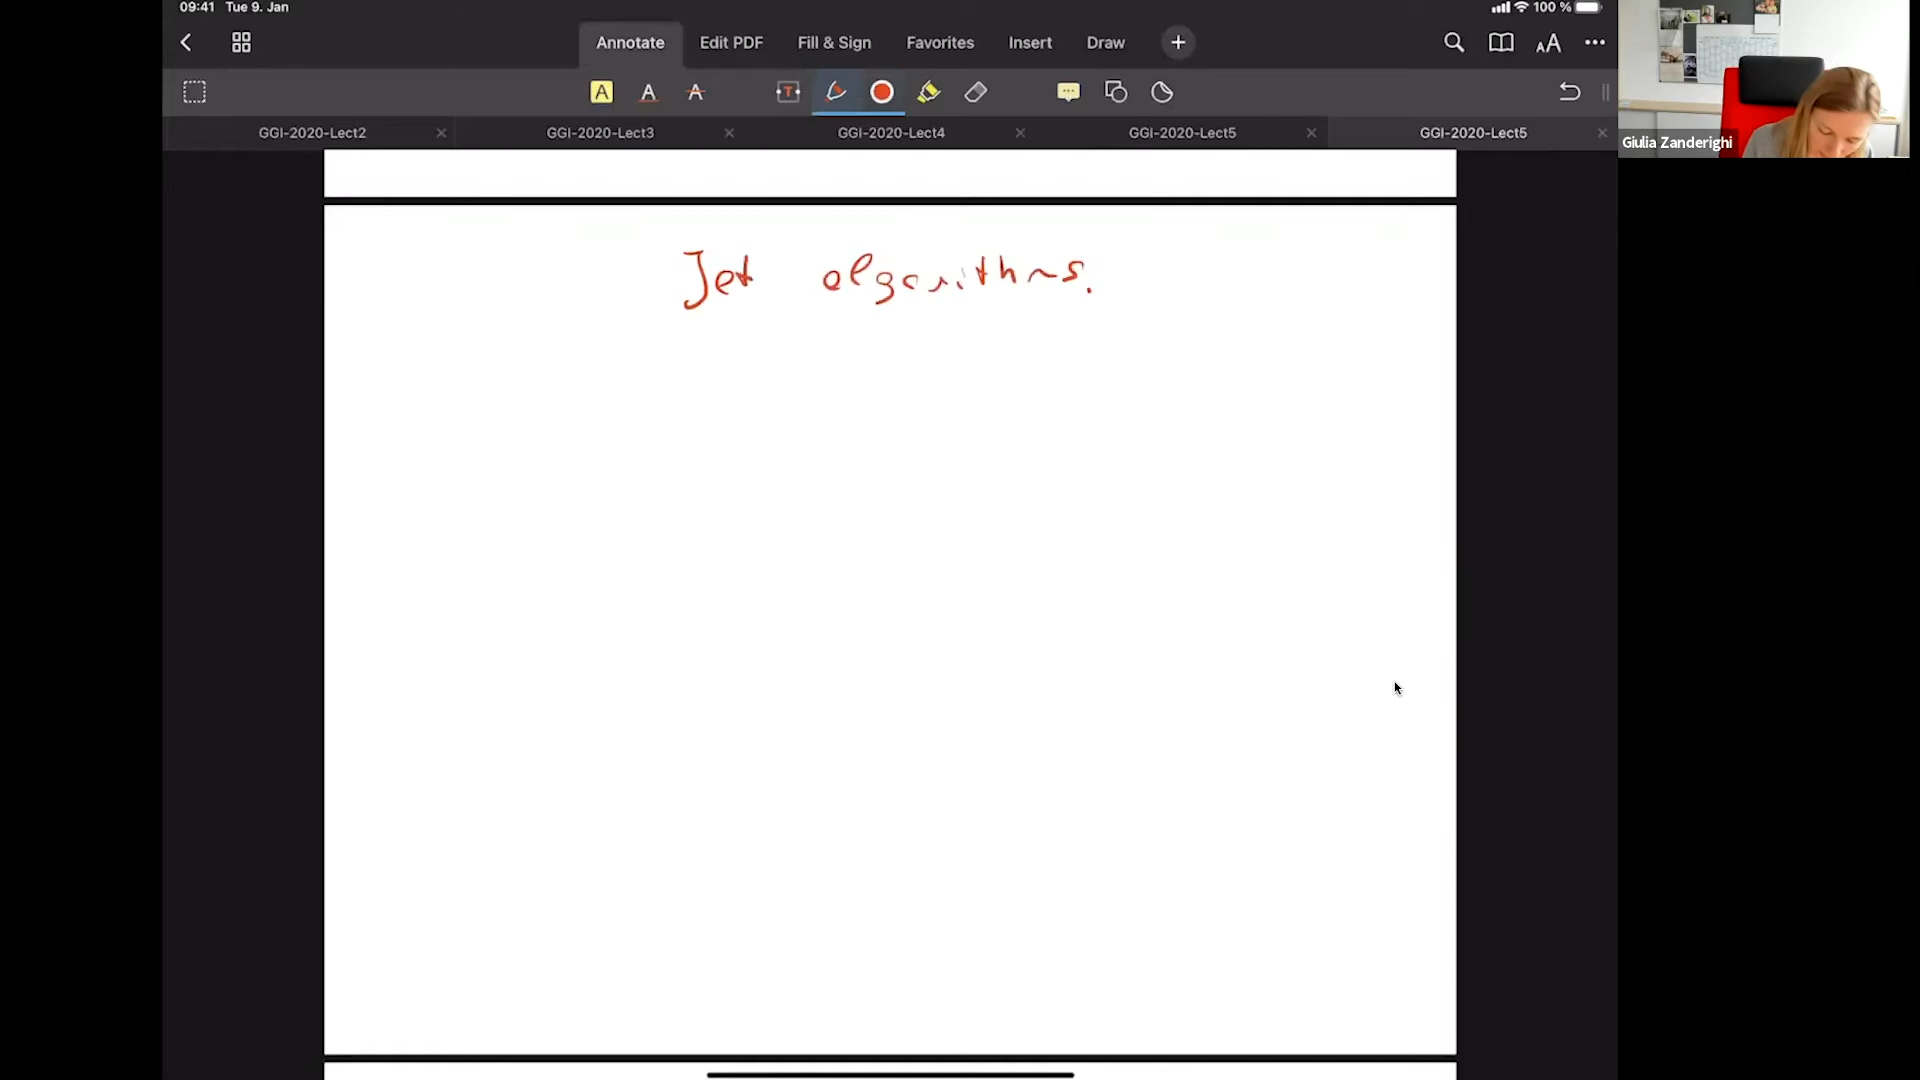 09:41 Tue 9. Jan 100 %
Annotate Edit PDF Fill & Sign Favorites Insert Draw
GGI-2020-Lect2 GGI-2020-Lect3 GGI-2020-Lect4 GGI-2020-Lect5 GGI-2020-Lect5
Giulia Zanderighi
Jet algorithms.